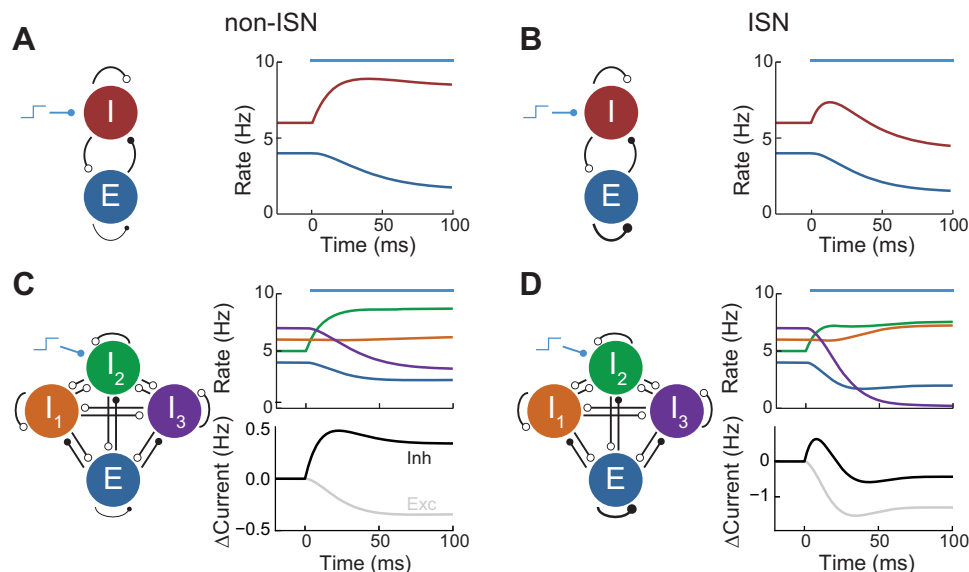 non-ISN
ISN
A
I
E
10
5
0
Rate (Hz)
0
50
100
Time (ms)
B
I
E
10
5
0
Rate (Hz)
0
50
100
Time (ms)
C
I2
I1
I3
E
10
5
0
Rate (Hz)
0.5
0.0
−0.5
ΔCurrent
Inh
Exc
0
50
100
Time (ms)
D
I2
I1
I3
E
10
5
0
Rate (Hz)
0
−1
ΔCurrent
0
50
100
Time (ms)